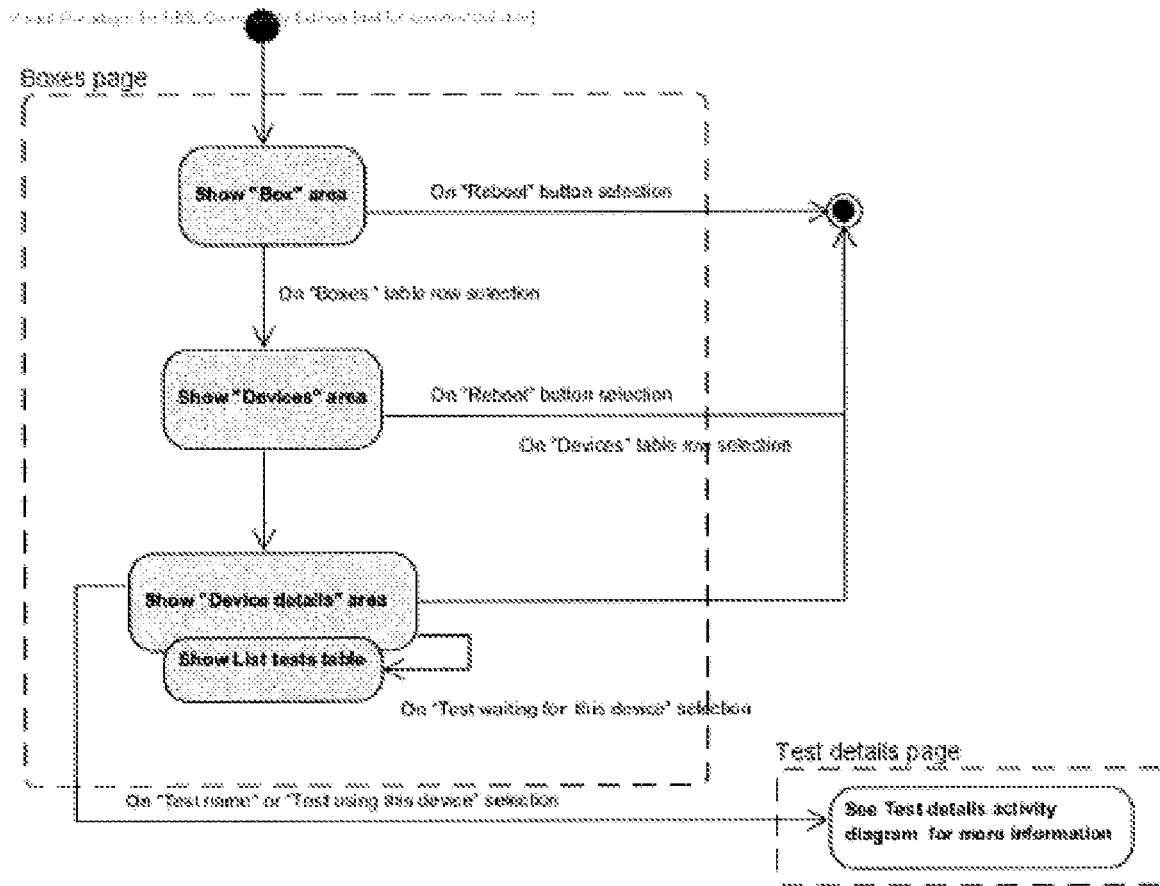 Boxes page
Show "Box" area
On "Reboot" button selection
On "Boxes" table row selection
Show "Devices" area
On "Reboot" button selection
On "Devices" table row selection
Show "Device details" area
Show List tests table
On "Test waiting for this device" selection
Test details page
On "Test name" or "Test using this device" selection
See Test details activity
diagram for more information